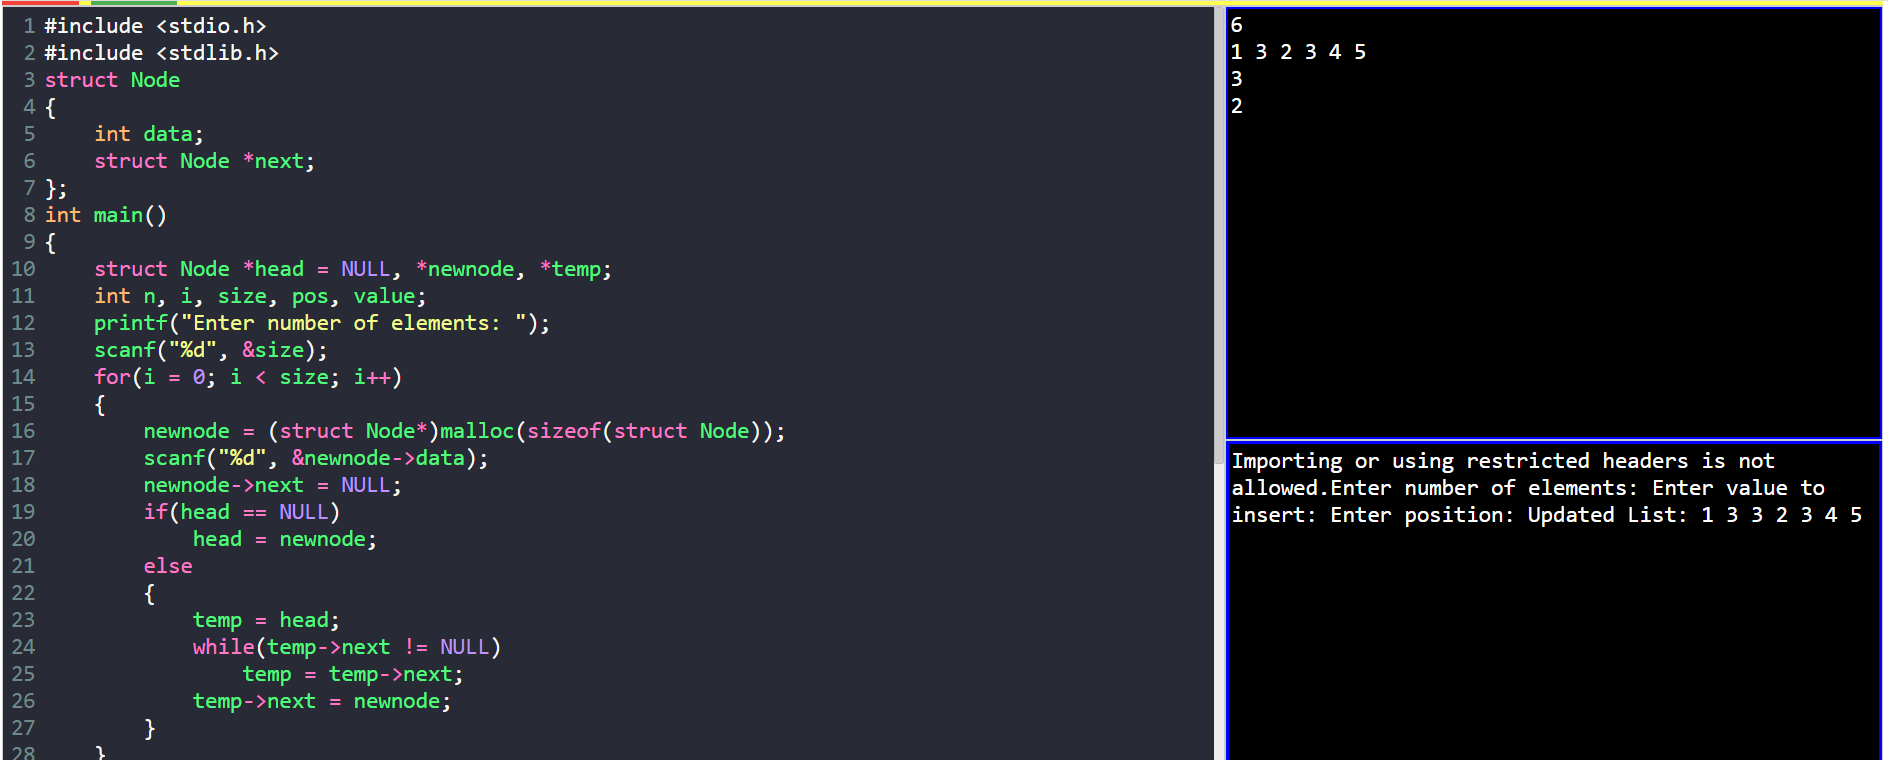 1 #include <stdio.h>
2 #include <stdlib.h>
3 struct Node
4 {
5     int data;
6     struct Node *next;
7 };
8 int main()
9 {
10     struct Node *head = NULL, *newnode, *temp;
11     int n, i, size, pos, value;
12     printf("Enter number of elements: ");
13     scanf("%d", &size);
14     for(i = 0; i < size; i++)
15     {
16         newnode = (struct Node*)malloc(sizeof(struct Node));
17         scanf("%d", &newnode->data);
18         newnode->next = NULL;
19         if(head == NULL)
20             head = newnode;
21         else
22         {
23             temp = head;
24             while(temp->next != NULL)
25                 temp = temp->next;
26             temp->next = newnode;
27         }
28     }
6
1 3 2 3 4 5
3
2
Importing or using restricted headers is not
allowed.Enter number of elements: Enter value to
insert: Enter position: Updated List: 1 3 3 2 3 4 5